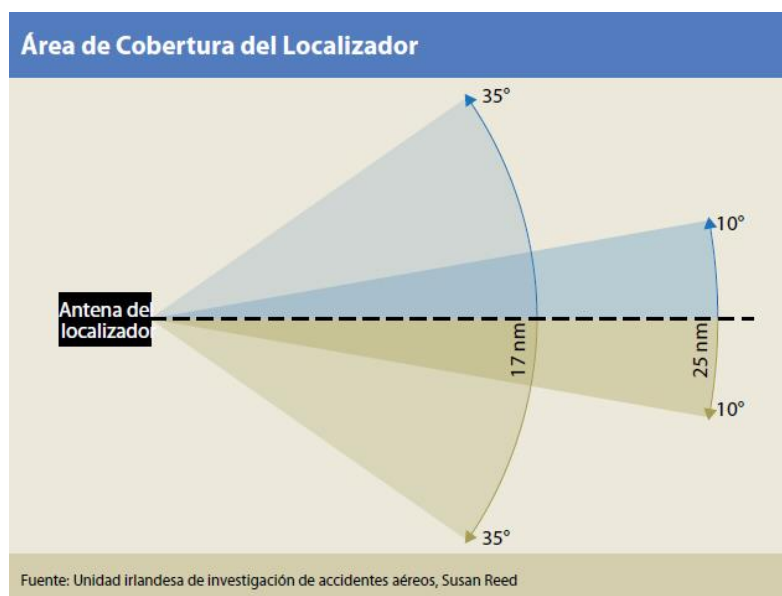 Área de Cobertura del Localizador
35°
10°
Antena del
localizador
17 nm
25 nm
10°
35°
Fuente: Unidad irlandesa de investigación de accidentes aéreos, Susan Reed